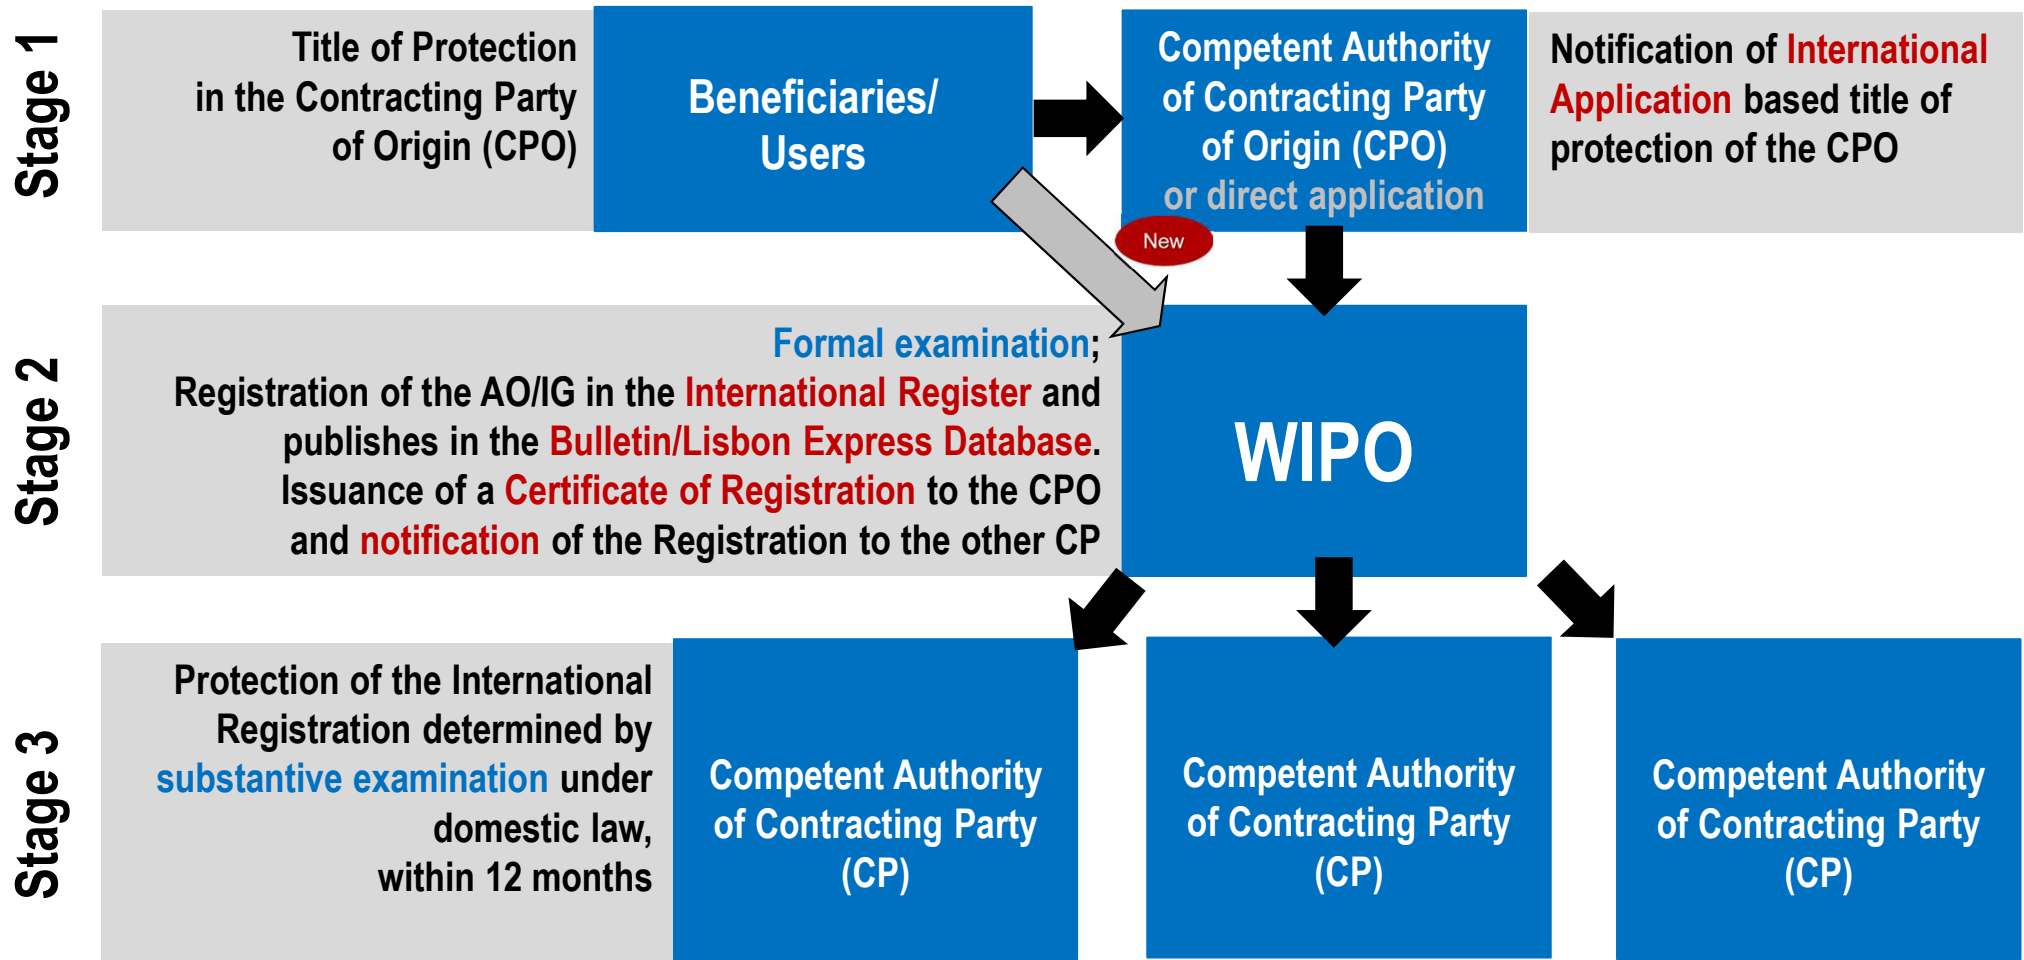 Stage 1
Title of Protection
in the Contracting Party
of Origin (CPO)
Beneficiaries/
Users
Competent Authority
of Contracting Party
of Origin (CPO)
or direct application
Notification of International
Application based title of
protection of the CPO
New
Stage 2
Formal examination;
Registration of the AO/IG in the International Register and
publishes in the Bulletin/Lisbon Express Database.
Issuance of a Certificate of Registration to the CPO
and notification of the Registration to the other CP
WIPO
Stage 3
Protection of the International
Registration determined by
substantive examination under
domestic law,
within 12 months
Competent Authority
of Contracting Party
(CP)
Competent Authority
of Contracting Party
(CP)
Competent Authority
of Contracting Party
(CP)